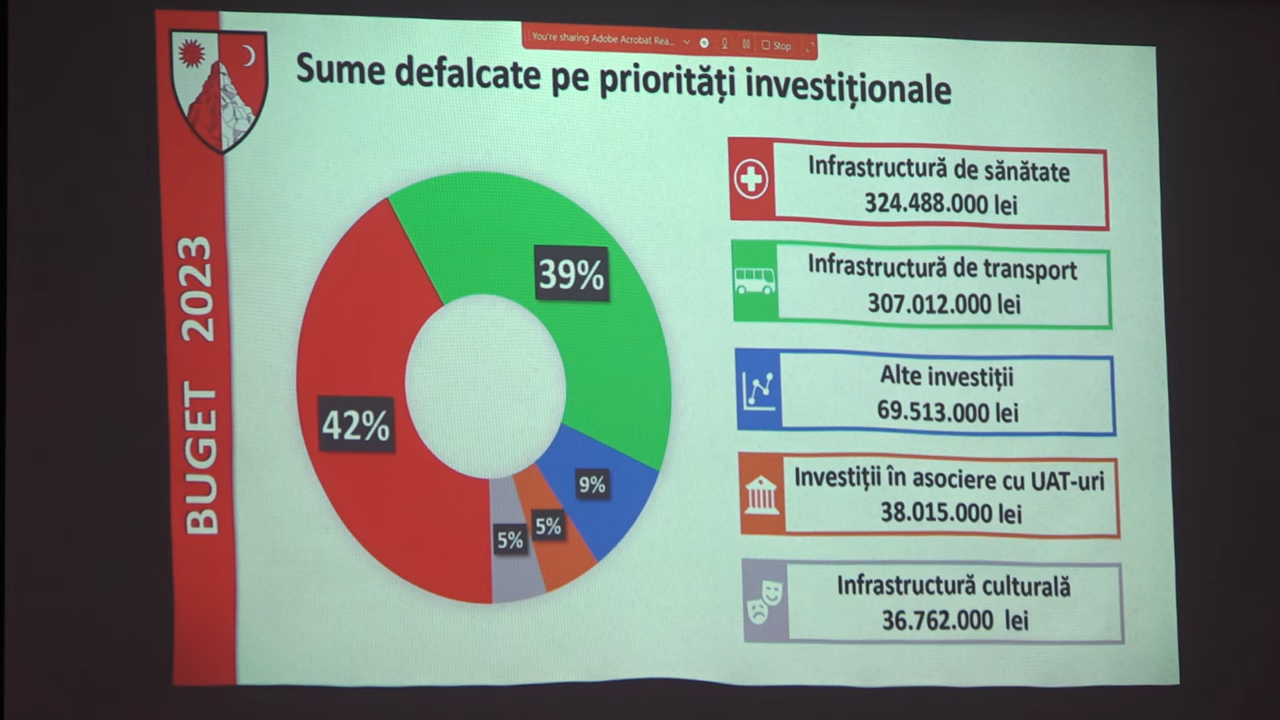 You're sharing Adobe Acrobat Rea...
Stop
Sume defalcate pe priorități investiționale
BUGET 2023
39%
42%
9%
5%
5%
Infrastructură de sănătate
324.488.000 lei
Infrastructură de transport
307.012.000 lei
Alte investiții
69.513.000 lei
Investiții în asociere cu UAT-uri
38.015.000 lei
Infrastructură culturală
36.762.000 lei